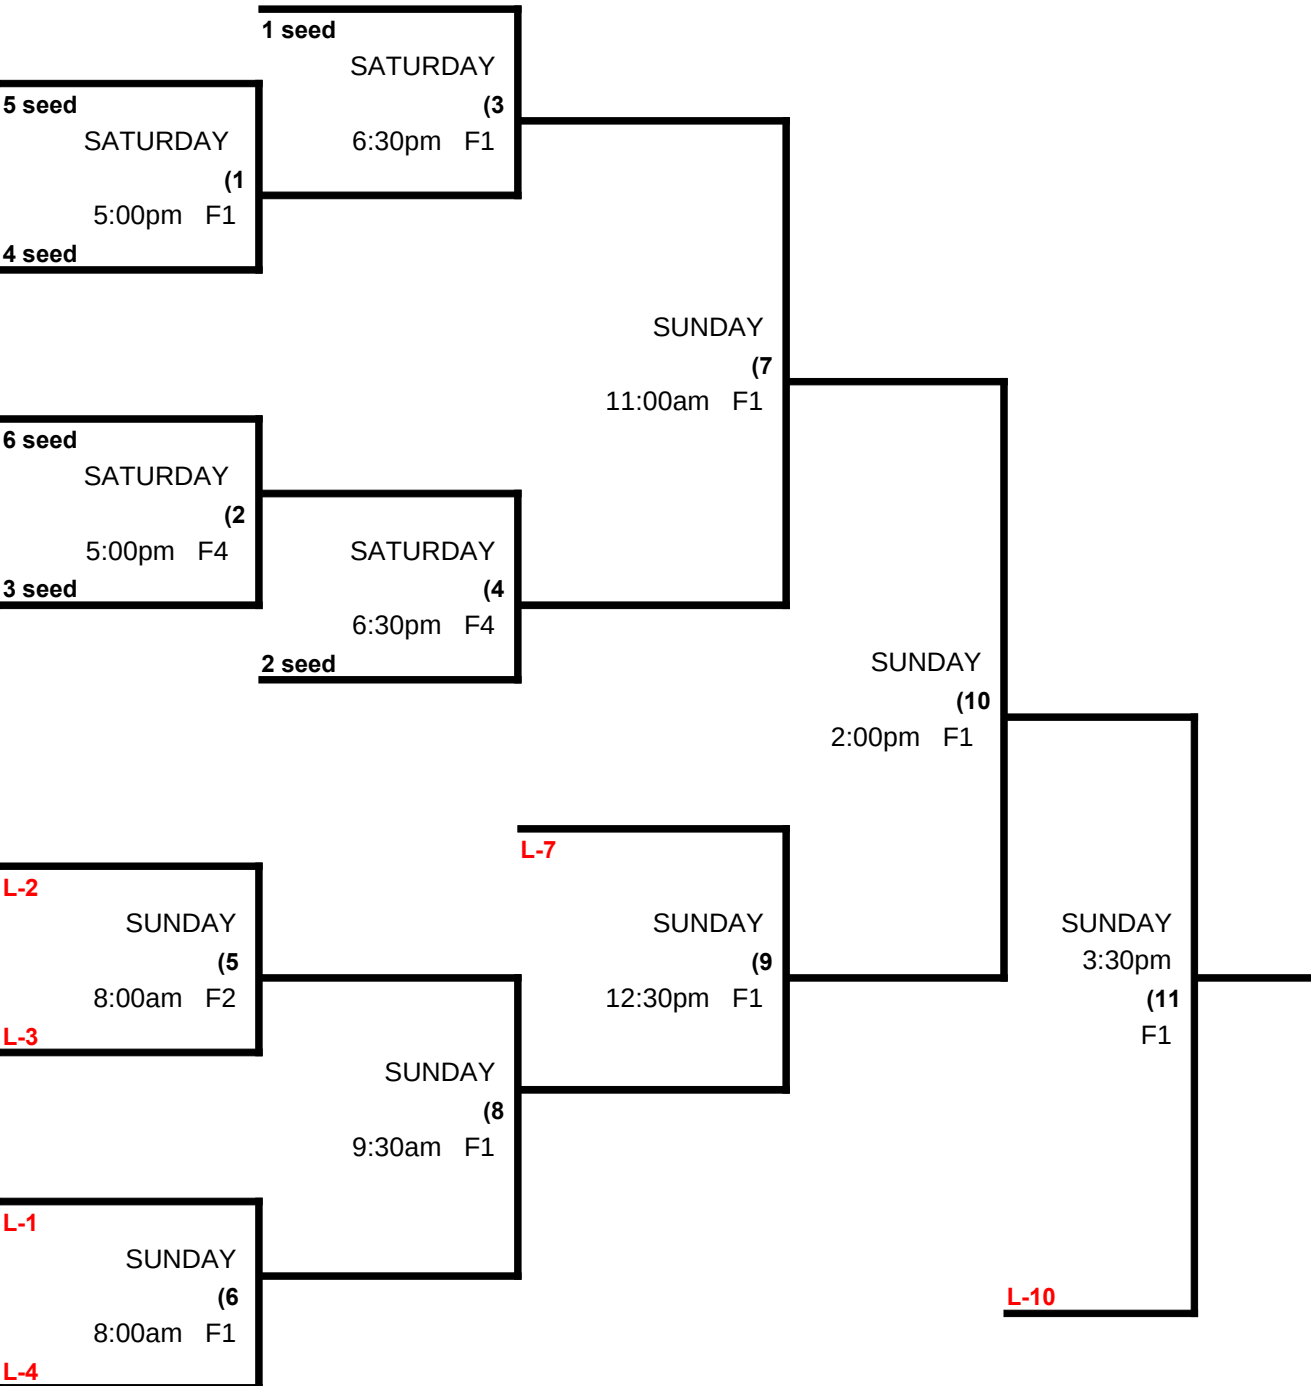 1 seed
SATURDAY
(3
6:30pm F1
5 seed
SATURDAY
(1
5:00pm F1
4 seed
SUNDAY
(7
11:00am F1
6 seed
SATURDAY
(2
5:00pm F4
3 seed
SATURDAY
(4
6:30pm F4
2 seed
SUNDAY
(10
2:00pm F1
L-7
L-2
SUNDAY
(5
8:00am F2
L-3
SUNDAY
(9
12:30pm F1
SUNDAY
3:30pm
(11
F1
SUNDAY
(8
9:30am F1
L-1
SUNDAY
(6
8:00am F1
L-4
L-10